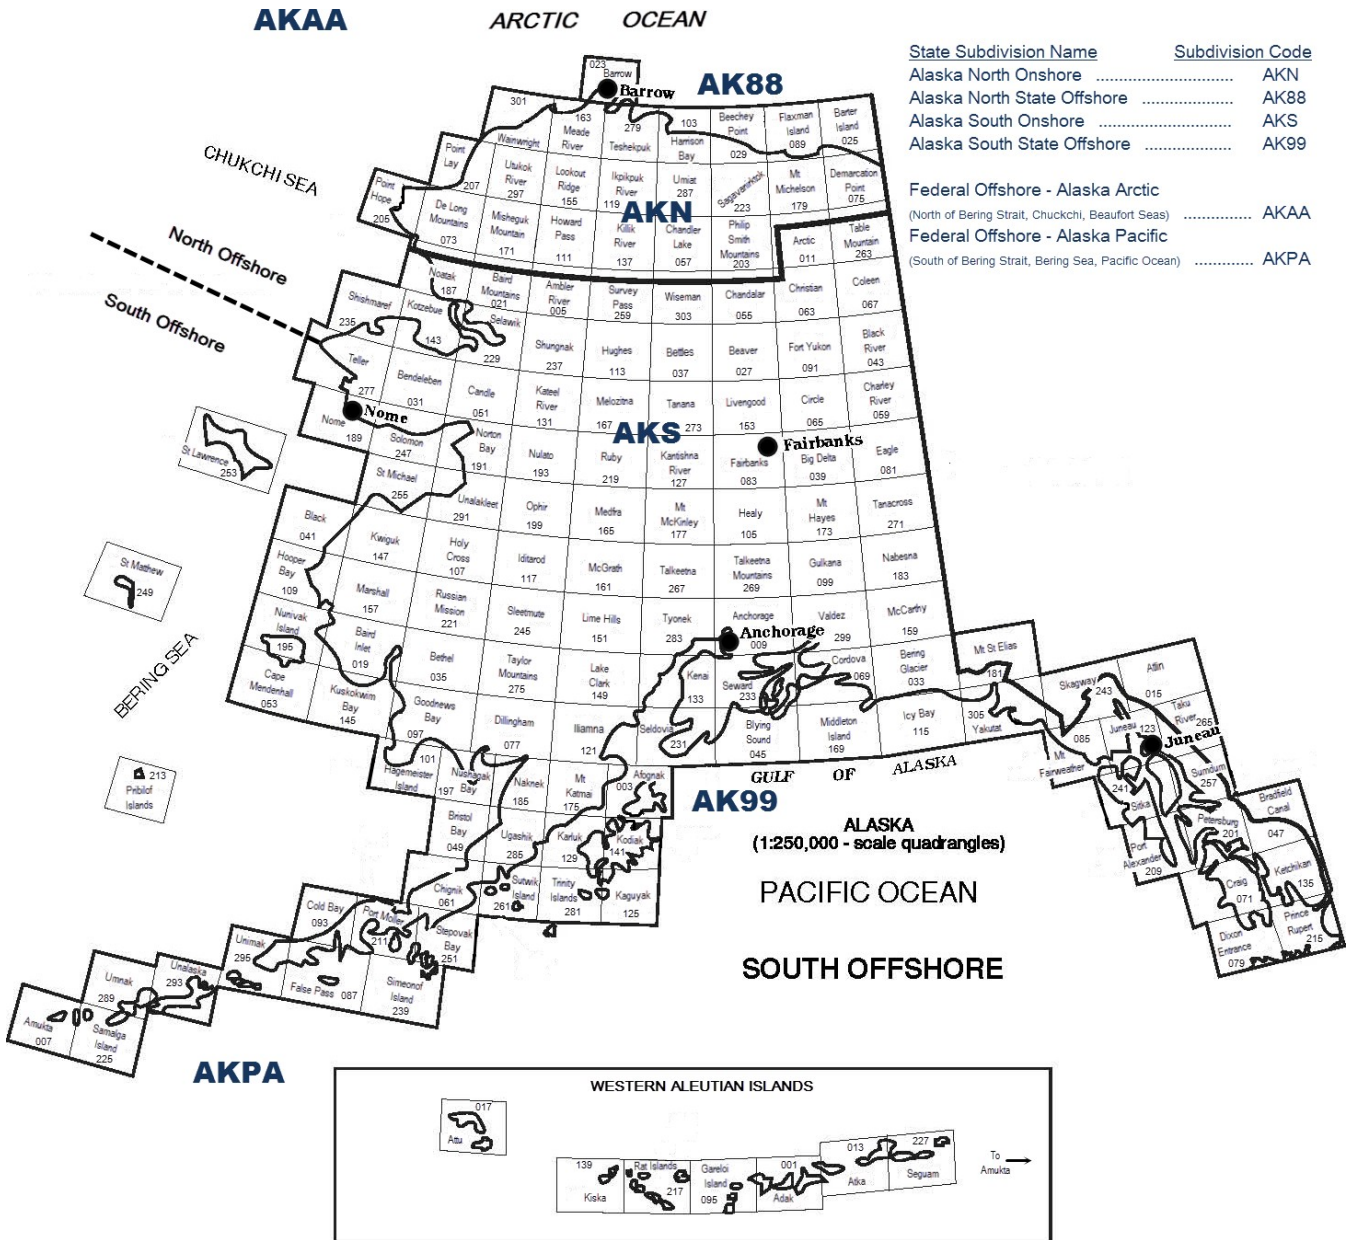 AKAA
ARCTIC OCEAN
State Subdivision Name Subdivision Code
Alaska North Onshore ............................ AKN
Alaska North State Offshore .................. AK88
Alaska South Onshore ........................... AKS
Alaska South State Offshore ................. AK99
Federal Offshore - Alaska Arctic
(North of Bering Strait, Chuckchi, Beaufort Seas) .............. AKAA
Federal Offshore - Alaska Pacific
(South of Bering Strait, Bering Sea, Pacific Ocean) ............ AKPA
023
Barrow
Barrow
AK88
301
Wainwright
163
Meade
River
279
Teshekpuk
103
Harrison
Bay
Beechey
Point
029
Flaxman
Island
089
Barter
Island
025
CHUKCHI SEA
Point
Lay
207
Utukok
River
297
Lookout
Ridge
155
Ikpikpuk
River
119
Umiat
287
Sagavanirktok
223
Mt
Michelson
179
Demarcation
Point
075
Point
Hope
205
De Long
Mountains
073
Misheguk
Mountain
171
Howard
Pass
111
AKN
Killik
River
137
Chandler
Lake
057
Philip
Smith
Mountains
203
Arctic
011
Table
Mountain
263
North Offshore
South Offshore
Noatak
187
Baird
Mountains
021
Ambler
River
005
Survey
Pass
259
Wiseman
303
Chandalar
055
Christian
063
Coleen
067
Shishmaref
235
Kotzebue
143
Selawik
229
Shungnak
237
Hughes
113
Bettles
037
Beaver
027
Fort Yukon
091
Black
River
043
Teller
277
Bendeleben
031
Candle
051
Kateel
River
131
Melozitna
167
Tanana
273
Livengood
153
Circle
065
Charley
River
059
Nome
Nome
189
Solomon
247
Norton
Bay
191
Nulato
193
AKS
Ruby
219
Kantishna
River
127
Fairbanks
Fairbanks
083
Big Delta
039
Eagle
081
St Lawrence
253
St Michael
255
Unalakleet
291
Ophir
199
Medfra
165
Mt
McKinley
177
Healy
105
Mt
Hayes
173
Tanacross
271
Black
041
Kwiguk
147
Holy
Cross
107
Iditarod
117
McGrath
161
Talkeetna
267
Talkeetna
Mountains
269
Gulkana
099
Nabesna
183
St Mathew
249
Hooper
Bay
109
Marshall
157
Russian
Mission
221
Sleetmute
245
Lime Hills
151
Tyonek
283
Anchorage
Anchorage
009
Valdez
299
McCarthy
159
Nunivak
Island
195
Baird
Inlet
019
Bethel
035
Taylor
Mountains
275
Lake
Clark
149
Kenai
133
Seward
233
Cordova
069
Bering
Glacier
033
Mt St Elias
181
BERING SEA
Cape
Mendenhall
053
Kuskokwim
Bay
145
Goodnews
Bay
097
Dillingham
077
Iliamna
121
Seldovia
231
Blying
Sound
045
Middleton
Island
169
Icy Bay
115
305
Yakutat
Skagway
243
Atlin
015
085
Mt
Fairweather
Juneau
123
Juneau
Taku
River
265
213
Pribilof
Islands
Hagemeister
Island
101
197
Nushagak
Bay
Naknek
185
Mt
Katmai
175
Afognak
003
GULF OF ALASKA
AK99
241
Sitka
Sumdum
257
Bristol
Bay
049
Ugashik
285
Karluk
129
Kodiak
141
ALASKA
(1:250,000 - scale quadrangles)
Port
Alexander
209
Petersburg
201
Bradfield
Canal
047
Chignik
061
Sutwik
Island
261
Trinity
Islands
281
Kaguyak
125
PACIFIC OCEAN
Craig
071
Ketchikan
135
Cold Bay
093
Port Moller
211
Stepovak
Bay
251
SOUTH OFFSHORE
Dixon
Entrance
079
Prince
Rupert
215
Unimak
295
False Pass 087
Simeonof
Island
239
Umnak
289
Unalaska
293
Amukta
007
Samalga
Island
225
AKPA
WESTERN ALEUTIAN ISLANDS
017
Attu
139
Kiska
Rat Islands
217
Gareloi
Island
095
001
Adak
013
Atka
227
Seguam
To
Amukta